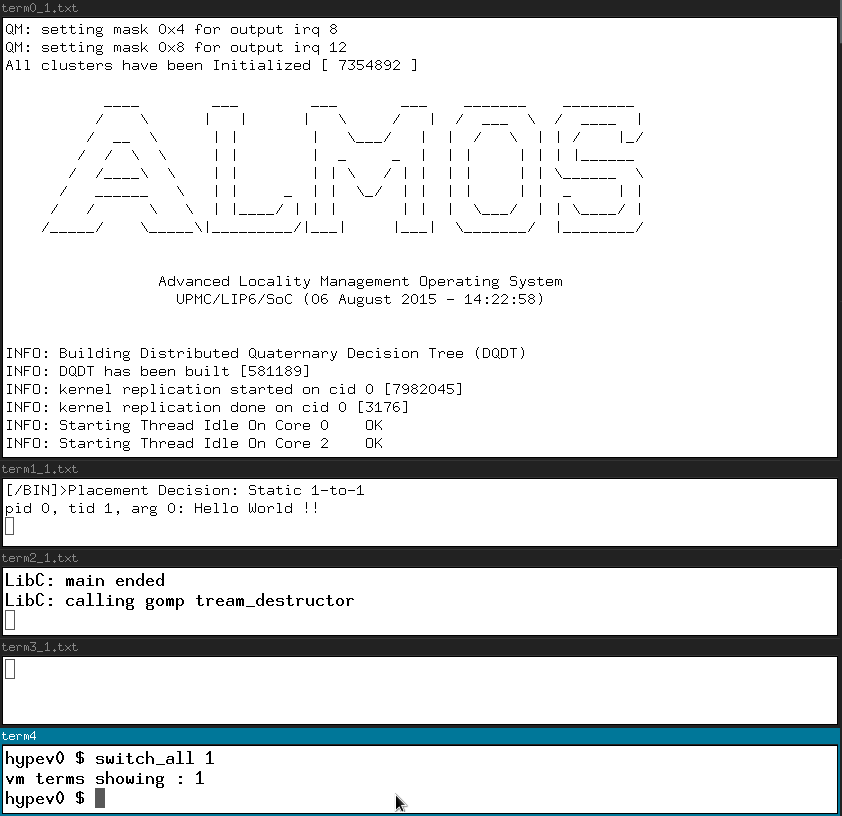 term0_1.txt
QM: setting mask 0x4 for output irq 8
QM: setting mask 0x8 for output irq 12
All clusters have been Initialized [ 7354892 ]
ALMOS
Advanced Locality Management Operating System
UPMC/LIP6/SoC (06 August 2015 - 14:22:58)
INFO: Building Distributed Quaternary Decision Tree (DQDT)
INFO: DQDT has been built [581189]
INFO: kernel replication started on cid 0 [7982045]
INFO: kernel replication done on cid 0 [3176]
INFO: Starting Thread Idle On Core 0    OK
INFO: Starting Thread Idle On Core 2    OK
term1_1.txt
[/BIN]>Placement Decision: Static 1-to-1
pid 0, tid 1, arg 0: Hello World !!
term2_1.txt
LibC: main ended
LibC: calling gomp tream_destructor
term3_1.txt
term4
hypev0 $ switch_all 1
vm terms showing : 1
hypev0 $